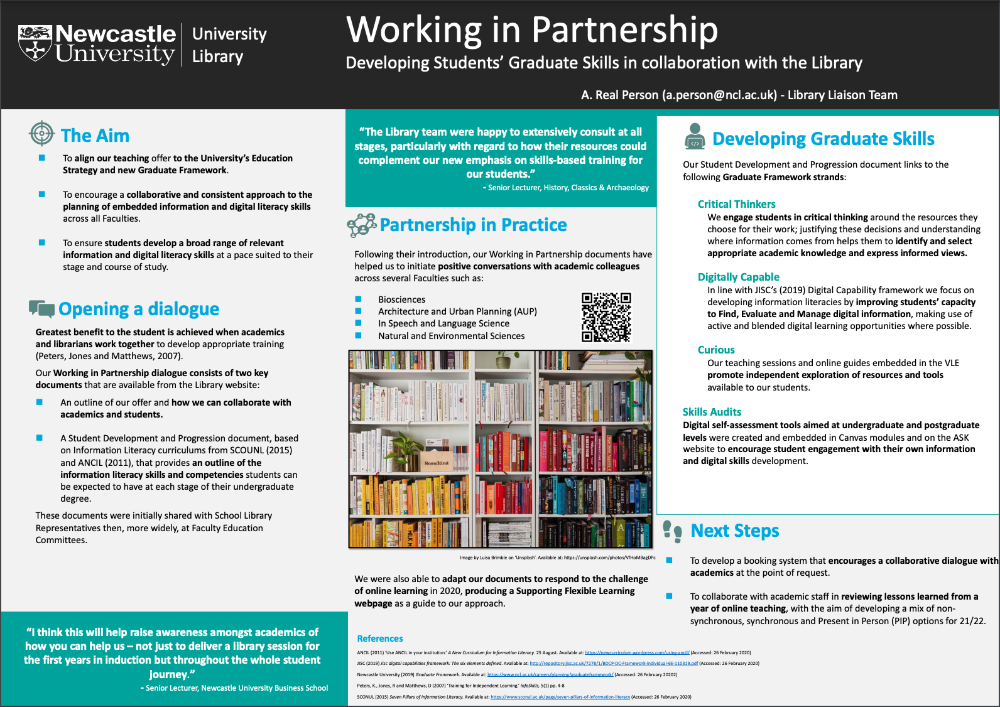 Newcastle
University
University
Library
Working in Partnership
Developing Students’ Graduate Skills in collaboration with the Library
A. Real Person (a.person@ncl.ac.uk) - Library Liaison Team
The Aim
To align our teaching offer to the University’s Education
Strategy and new Graduate Framework.
To encourage a collaborative and consistent approach to the
planning of embedded information and digital literacy skills
across all Faculties.
To ensure students develop a broad range of relevant
information and digital literacy skills at a pace suited to their
stage and course of study.
Opening a dialogue
Greatest benefit to the student is achieved when academics
and librarians work together to develop appropriate training
(Peters, Jones and Matthews, 2007).
Our Working in Partnership dialogue consists of two key
documents that are available from the Library website:
An outline of our offer and how we can collaborate with
academics and students.
A Student Development and Progression document, based
on Information Literacy curriculums from SCOUNL (2015)
and ANCIL (2011), that provides an outline of the
information literacy skills and competencies students can
be expected to have at each stage of their undergraduate
degree.
These documents were initially shared with School Library
Representatives then, more widely, at Faculty Education
Committees.
“I think this will help raise awareness amongst academics of
how you can help us – not just to deliver a library session for
the first years in induction but throughout the whole student
journey.”
- Senior Lecturer, Newcastle University Business School
“The Library team were happy to extensively consult at all
stages, particularly with regard to how their resources could
complement our new emphasis on skills-based training for
our students.”
- Senior Lecturer, History, Classics & Archaeology
Partnership in Practice
Following their introduction, our Working in Partnership documents have
helped us to initiate positive conversations with academic colleagues
across several Faculties such as:
Biosciences
Architecture and Urban Planning (AUP)
In Speech and Language Science
Natural and Environmental Sciences
SomeKind
MEXICO
MILK
Image by Luisa Brimble on ‘Unsplash’. Available at: https://unsplash.com/photos/VfHoMBagDPc
We were also able to adapt our documents to respond to the challenge
of online learning in 2020, producing a Supporting Flexible Learning
webpage as a guide to our approach.
Developing Graduate Skills
Our Student Development and Progression document links to the
following Graduate Framework strands:
Critical Thinkers
We engage students in critical thinking around the resources they
choose for their work; justifying these decisions and understanding
where information comes from helps them to identify and select
appropriate academic knowledge and express informed views.
Digitally Capable
In line with JISC’s (2019) Digital Capability framework we focus on
developing information literacies by improving students’ capacity
to Find, Evaluate and Manage digital information, making use of
active and blended digital learning opportunities where possible.
Curious
Our teaching sessions and online guides embedded in the VLE
promote independent exploration of resources and tools
available to our students.
Skills Audits
Digital self-assessment tools aimed at undergraduate and postgraduate
levels were created and embedded in Canvas modules and on the ASK
website to encourage student engagement with their own information
and digital skills development.
Next Steps
To develop a booking system that encourages a collaborative dialogue with
academics at the point of request.
To collaborate with academic staff in reviewing lessons learned from a
year of online teaching, with the aim of developing a mix of non-
synchronous, synchronous and Present in Person (PIP) options for 21/22.
References
ANCIL (2011) ‘Use ANCIL in your institution.’ A New Curriculum for Information Literacy. 25 August. Available at: https://newcurriculum.wordpress.com/using-ancil/ (Accessed: 26 February 2020)
JISC (2019) Jisc digital capabilities framework: The six elements defined. Available at: http://repository.jisc.ac.uk/7278/1/BDCP-DC-Framework-Individual-6E-110319.pdf (Accessed: 26 February 2020)
Newcastle University (2019) Graduate Framework. Available at: https://www.ncl.ac.uk/careers/planning/graduateframework/ (Accessed: 26 February 20202)
Peters, K., Jones, R and Matthews, D (2007) ‘Training for Independent Learning.’ InfoSkills, 5(1) pp. 4-8
SCONUL (2015) Seven Pillars of Information Literacy. Available at: https://www.sconul.ac.uk/page/seven-pillars-of-information-literacy (Accessed: 26 February 2020)